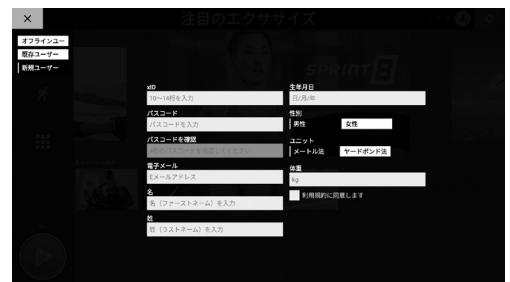 ×
注目のエクササイズ
オフラインユー
既存ユーザー
新規ユーザー
SPRINT 8
xID
10〜14桁を入力
パスコード
パスコードを入力
パスコードを確認
電子メール
Eメールアドレス
名
名（ファーストネーム）を入力
姓
姓（ラストネーム）を入力
生年月日
日/月/年
性別
男性 女性
ユニット
メートル法 ヤードポンド法
体重
kg
利用規約に同意します